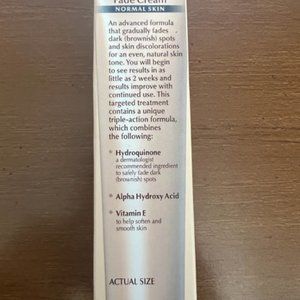 Fade Cream
NORMAL SKIN
An advanced formula
that gradually fades
dark (brownish) spots
and skin discolorations
for an even, natural skin
tone. You will begin
to see results in as
little as 2 weeks and
results improve with
continued use. This
targeted treatment
contains a unique
triple-action formula,
which combines
the following:
* Hydroquinone
a dermatologist
recommended ingredient
to safely fade dark
(brownish) spots
* Alpha Hydroxy Acid
* Vitamin E
to help soften and
smooth skin
ACTUAL SIZE